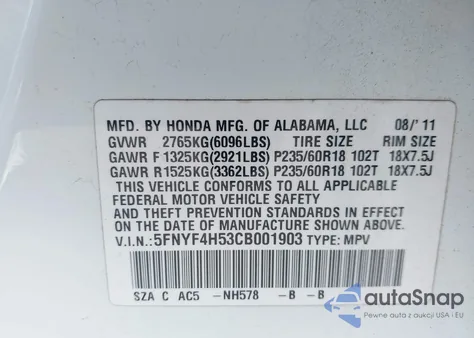 MFD. BY HONDA MFG. OF ALABAMA, LLC 08/'11
GVWR 2765KG(6096LBS) TIRE SIZE RIM SIZE
GAWR F 1325KG(2921LBS) P235/60R18 102T 18X7.5J
GAWR R 1525KG(3362LBS) P235/60R18 102T 18X7.5J
THIS VEHICLE CONFORMS TO ALL APPLICABLE
FEDERAL MOTOR VEHICLE SAFETY
AND THEFT PREVENTION STANDARDS IN EFFECT
ON THE DATE OF MANUFACTURE SHOWN ABOVE.
V.I.N.: 5FNYF4H53CB001903 TYPE: MPV
SZA C AC5 -NH578 -B -B
autoSnap
Pewne auta z aukcji USA i EU